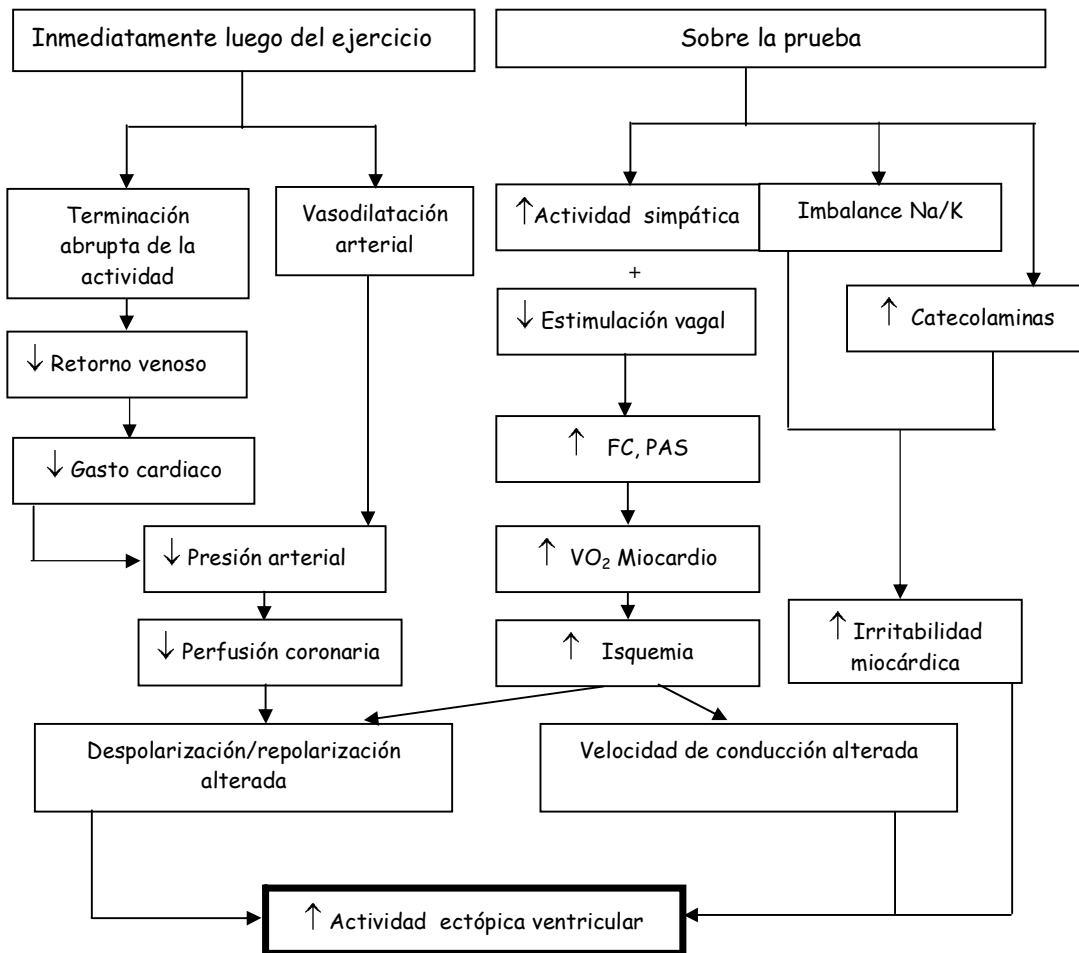 Inmediatamente luego del ejercicio
Sobre la prueba
Terminación
abrupta de la
actividad
Vasodilatación
arterial
↑Actividad simpática
Imbalance Na/K
+
↓ Estimulación vagal
↑ Catecolaminas
↓ Retorno venoso
↑ FC, PAS
↓ Gasto cardiaco
↓ Presión arterial
↑ VO₂ Miocardio
↓ Perfusión coronaria
↑ Isquemia
↑ Irritabilidad
miocárdica
Despolarización/repolarización
alterada
Velocidad de conducción alterada
↑ Actividad ectópica ventricular